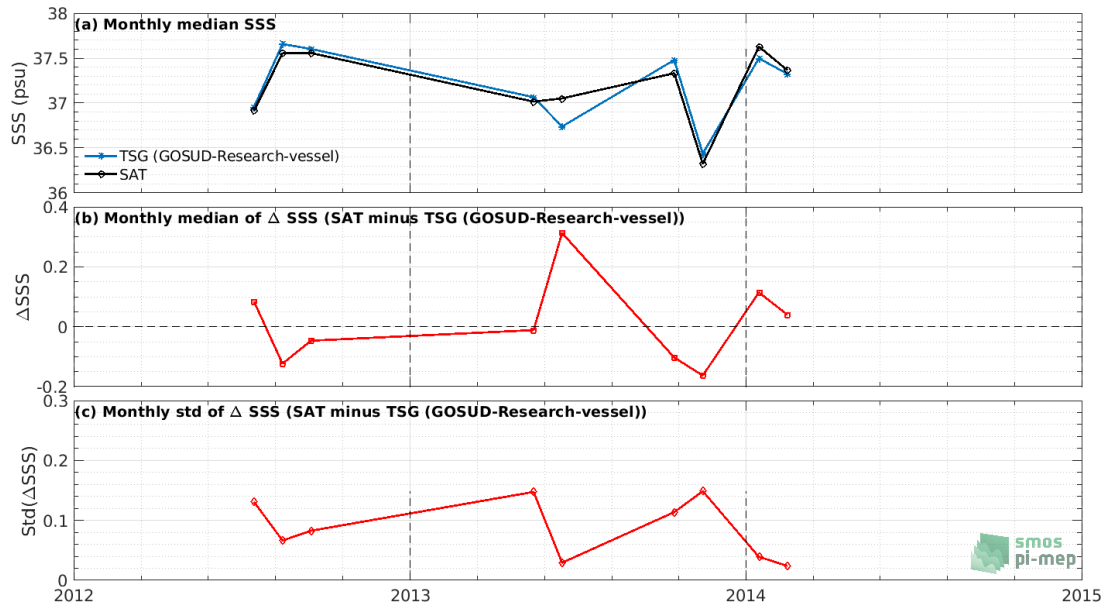 (a) Monthly median SSS
38
37.5
37
36.5
36
SSS (psu)
TSG (GOSUD-Research-vessel)
SAT
(b) Monthly median of Δ SSS (SAT minus TSG (GOSUD-Research-vessel))
0.4
0.2
0
-0.2
ΔSSS
(c) Monthly std of Δ SSS (SAT minus TSG (GOSUD-Research-vessel))
0.3
0.2
0.1
0
Std(ΔSSS)
smos
pi-mep
2012
2013
2014
2015